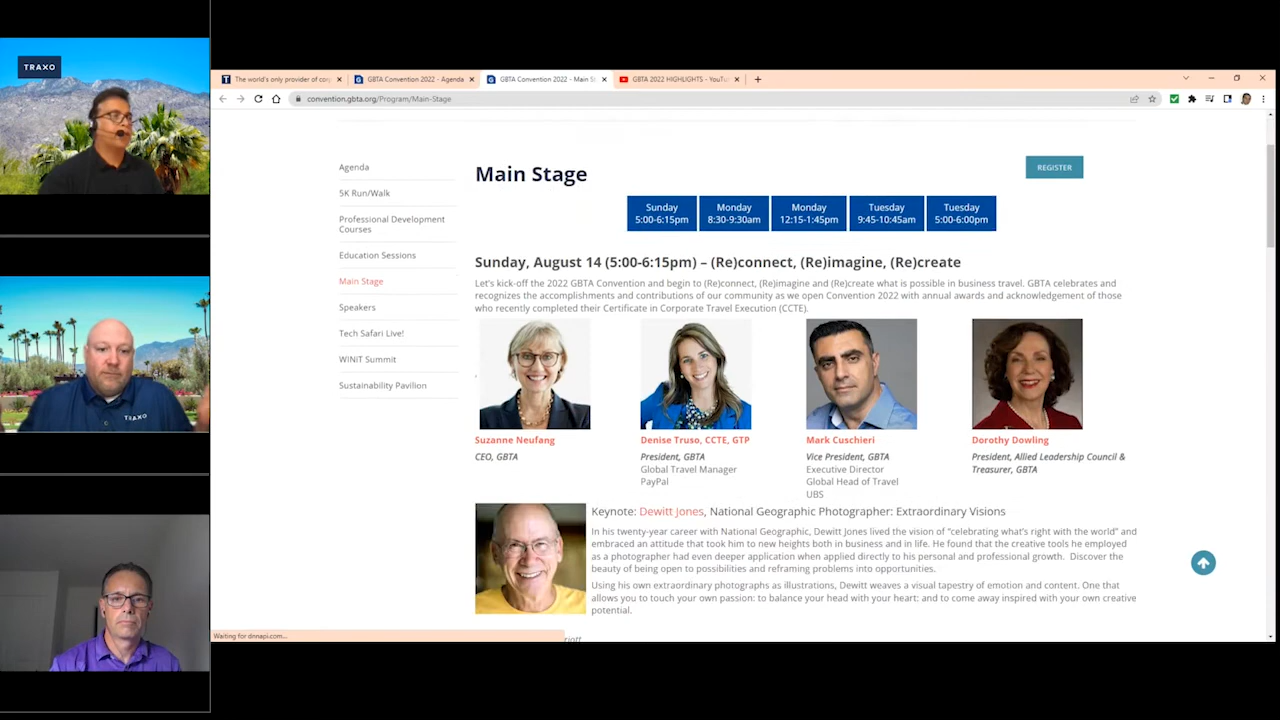 TRAXO
TRAXO
GBTA Convention 2022 - Agenda
GBTA Convention 2022 - Main S
GBTA 2022 HIGHLIGHTS - YouTu
The world's only provider of cor
convention.gbta.org/Program/Main-Stage
Agenda
5K Run/Walk
Professional Development
Courses
Education Sessions
Main Stage
Speakers
Tech Safari Live!
WINiT Summit
Sustainability Pavilion
Main Stage
REGISTER
Sunday
5:00-6:15pm
Monday
8:30-9:30am
Monday
12:15-1:45pm
Tuesday
9:45-10:45am
Tuesday
5:00-6:00pm
Sunday, August 14 (5:00-6:15pm) – (Re)connect, (Re)imagine, (Re)create
Let's kick-off the 2022 GBTA Convention and begin to (Re)connect, (Re)imagine and (Re)create what is possible in business travel. GBTA celebrates and
recognizes the accomplishments and contributions of our community as we open Convention 2022 with annual awards and acknowledgement of those
who recently completed their Certificate in Corporate Travel Execution (CCTE).
Suzanne Neufang
CEO, GBTA
Denise Truso, CCTE, GTP
President, GBTA
Global Travel Manager
PayPal
Mark Cuschieri
Vice President, GBTA
Executive Director
Global Head of Travel
UBS
Dorothy Dowling
President, Allied Leadership Council &
Treasurer, GBTA
Keynote: Dewitt Jones, National Geographic Photographer: Extraordinary Visions
In his twenty-year career with National Geographic, Dewitt Jones lived the vision of "celebrating what's right with the world" and
embraced an attitude that took him to new heights both in business and in life. He found that the creative tools he employed
as a photographer had even deeper application when applied directly to his personal and professional growth. Discover the
beauty of being open to possibilities and reframing problems into opportunities.
Using his own extraordinary photographs as illustrations, Dewitt weaves a visual tapestry of emotion and content. One that
allows you to touch your own passion: to balance your head with your heart: and to come away inspired with your own creative
potential.
Waiting for dnnapi.com...